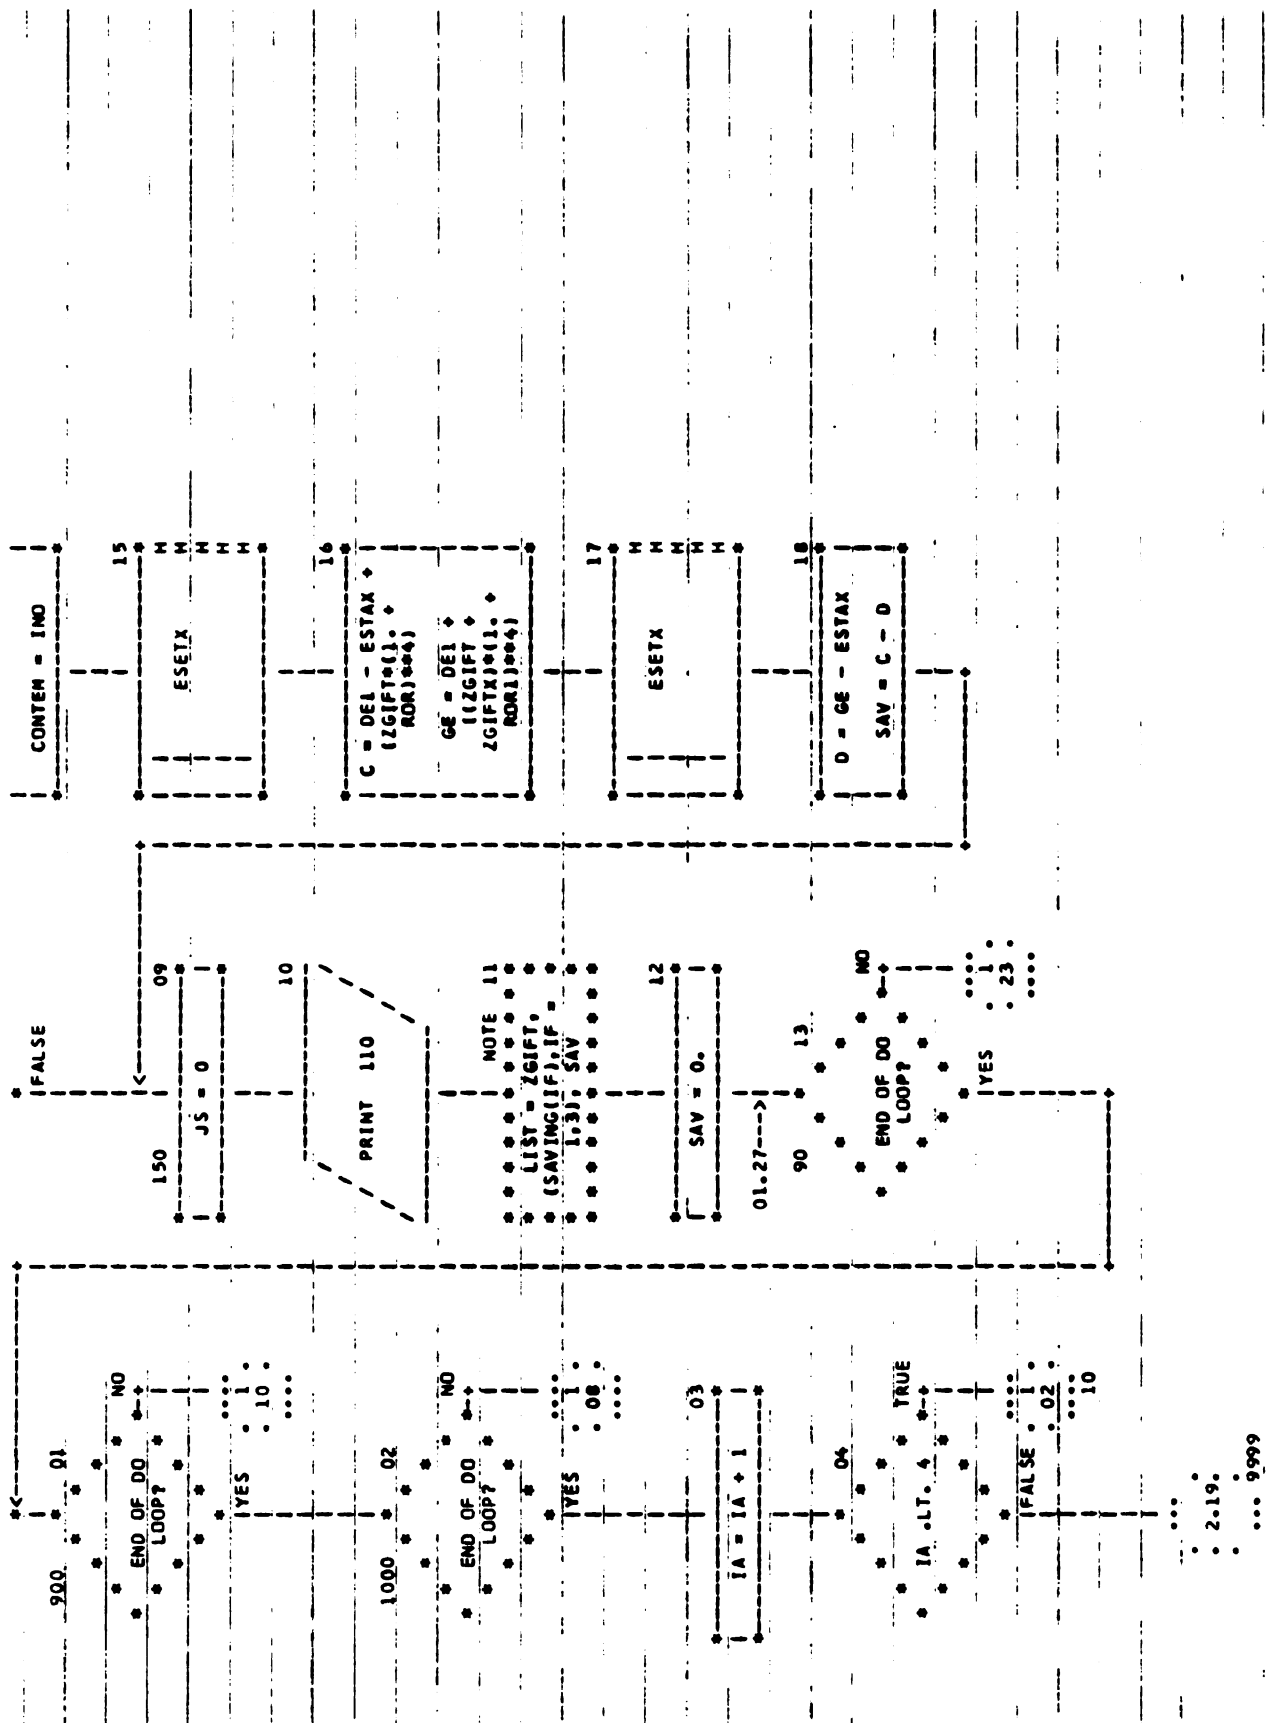 900 01
END OF DO
LOOP?
NO
YES
. 1 .
. 10 .
1000 02
END OF DO
LOOP?
NO
YES
. 1 .
. 08 .
03
IA = IA + 1
04
IA .LT. 4
TRUE
FALSE
. 1 .
. 02 .
10
. 2.19.
9999
FALSE
150 09
JS = 0
10
PRINT 110
NOTE 11
LIST = ZGIFT,
(SAVING(IF),IF =
1,3), SAV
12
SAV = 0.
01.27--->
90 13
END OF DO
LOOP?
NO
YES
. 1 .
. 23 .
CONTEM = IND
15
ESETX
16
C = DE1 - ESTAX +
(ZGIFT*(1. +
ROR)**4)
GE = DE1 +
((ZGIFT +
ZGIFTX)*(1. +
ROR1)**4)
17
ESETX
18
D = GE - ESTAX
SAV = C - D